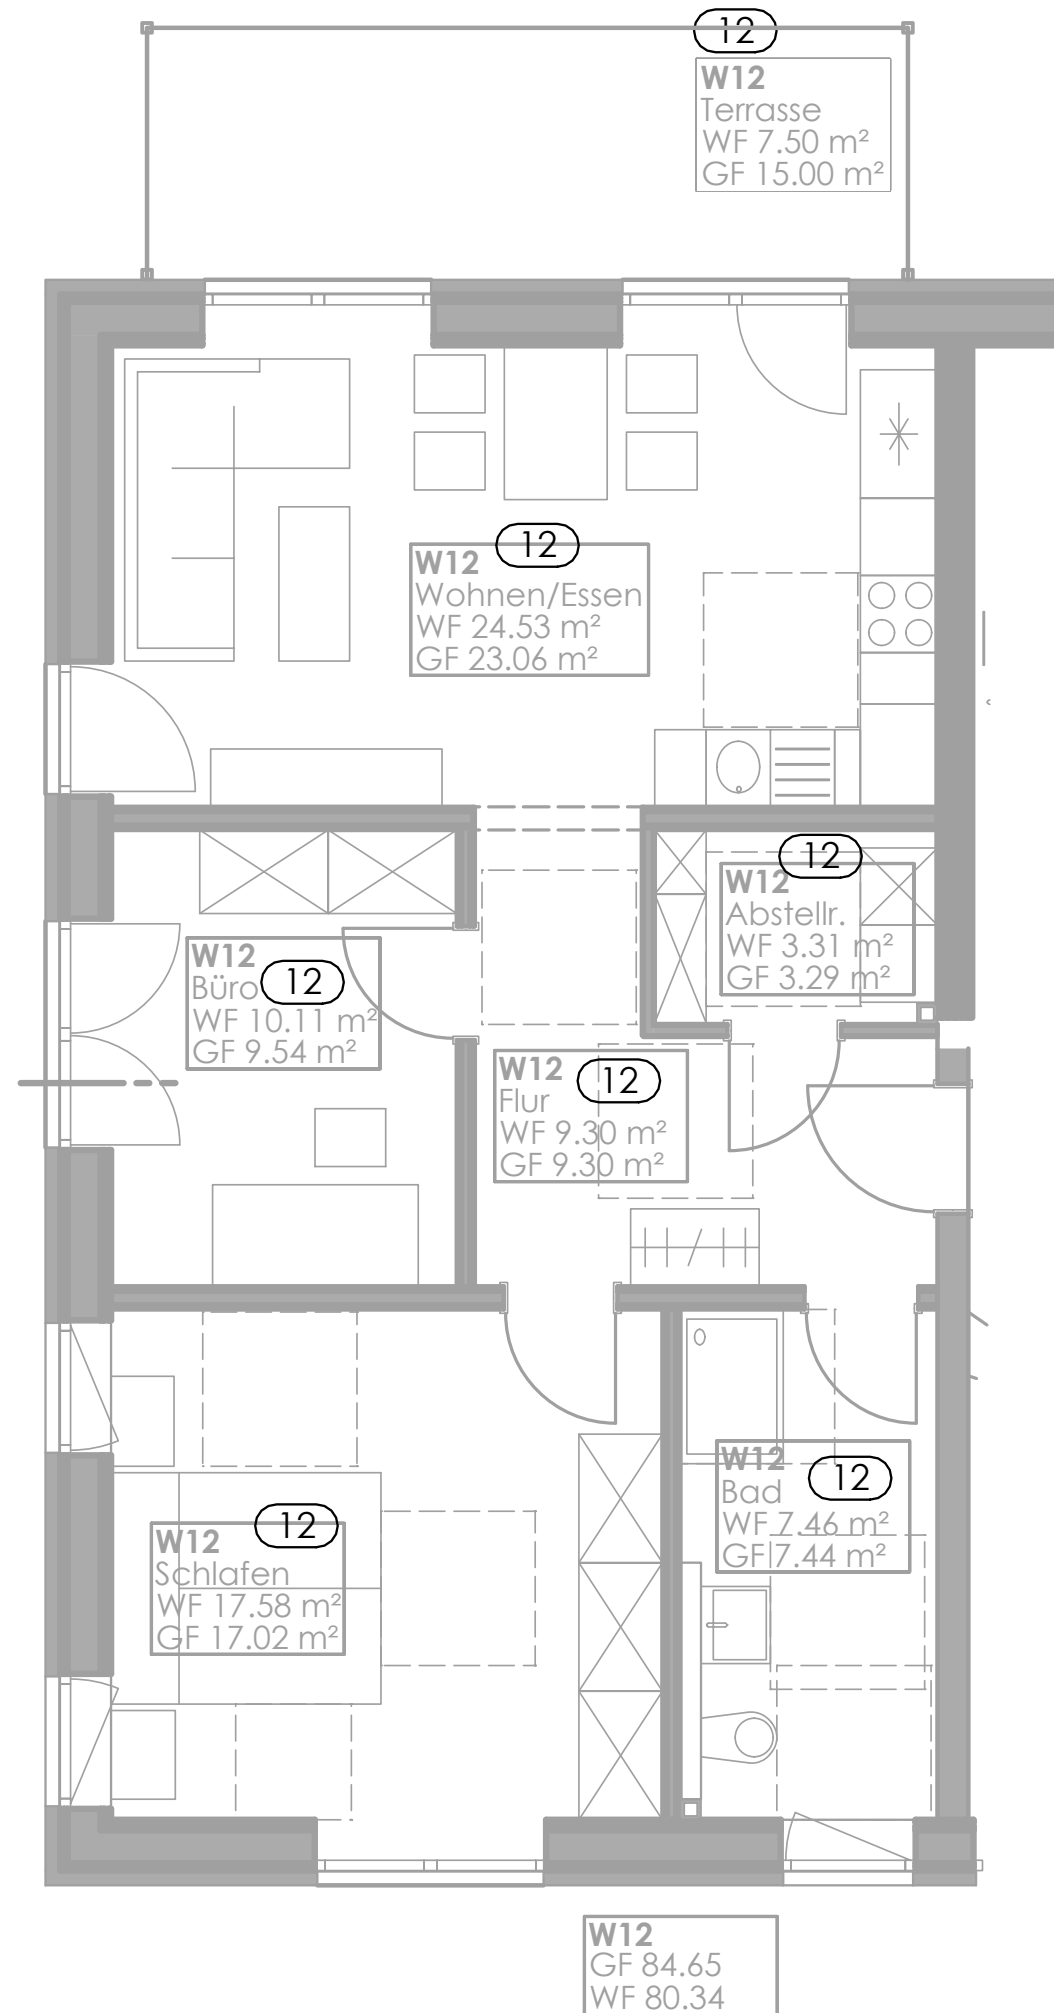 12
W12
Terrasse
WF 7.50 m²
GF 15.00 m²
12
W12
Wohnen/Essen
WF 24.53 m²
GF 23.06 m²
12
W12
Abstellr.
WF 3.31 m²
GF 3.29 m²
W12
Büro 12
WF 10.11 m²
GF 9.54 m²
W12 12
Flur
WF 9.30 m²
GF 9.30 m²
W12 12
Bad
WF 7.46 m²
GF 7.44 m²
12
W12
Schlafen
WF 17.58 m²
GF 17.02 m²
W12
GF 84.65
WF 80.34